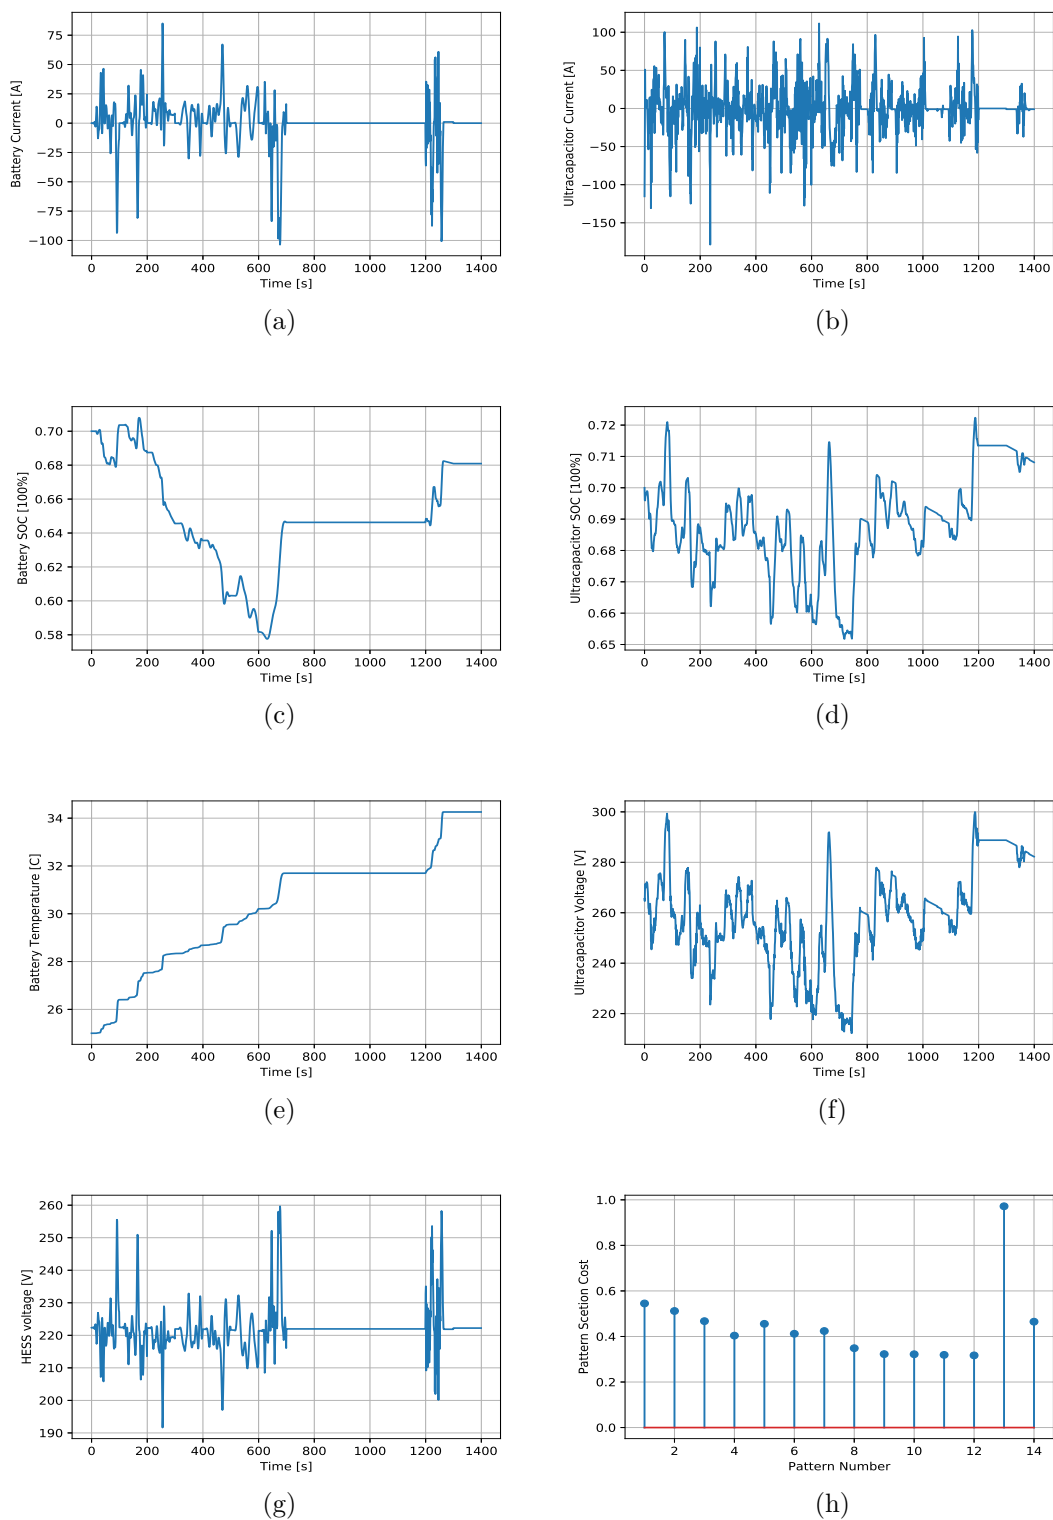 75
50
25
0
−25
−50
−75
−100
Battery Current [A]
0 200 400 600 800 1000 1200 1400
Time [s]
(a)
100
50
0
−50
−100
−150
Ultracapacitor Current [A]
0 200 400 600 800 1000 1200 1400
Time [s]
(b)
0.70
0.68
0.66
0.64
0.62
0.60
0.58
Battery SOC [100%]
0 200 400 600 800 1000 1200 1400
Time [s]
(c)
0.72
0.71
0.70
0.69
0.68
0.67
0.66
0.65
Ultracapacitor SOC [100%]
0 200 400 600 800 1000 1200 1400
Time [s]
(d)
34
32
30
28
26
Battery Temperature [C]
0 200 400 600 800 1000 1200 1400
Time [s]
(e)
300
280
260
240
220
Ultracapacitor Voltage [V]
0 200 400 600 800 1000 1200 1400
Time [s]
(f)
260
250
240
230
220
210
200
190
HESS voltage [V]
0 200 400 600 800 1000 1200 1400
Time [s]
(g)
1.0
0.8
0.6
0.4
0.2
0.0
Pattern Scetion Cost
2 4 6 8 10 12 14
Pattern Number
(h)